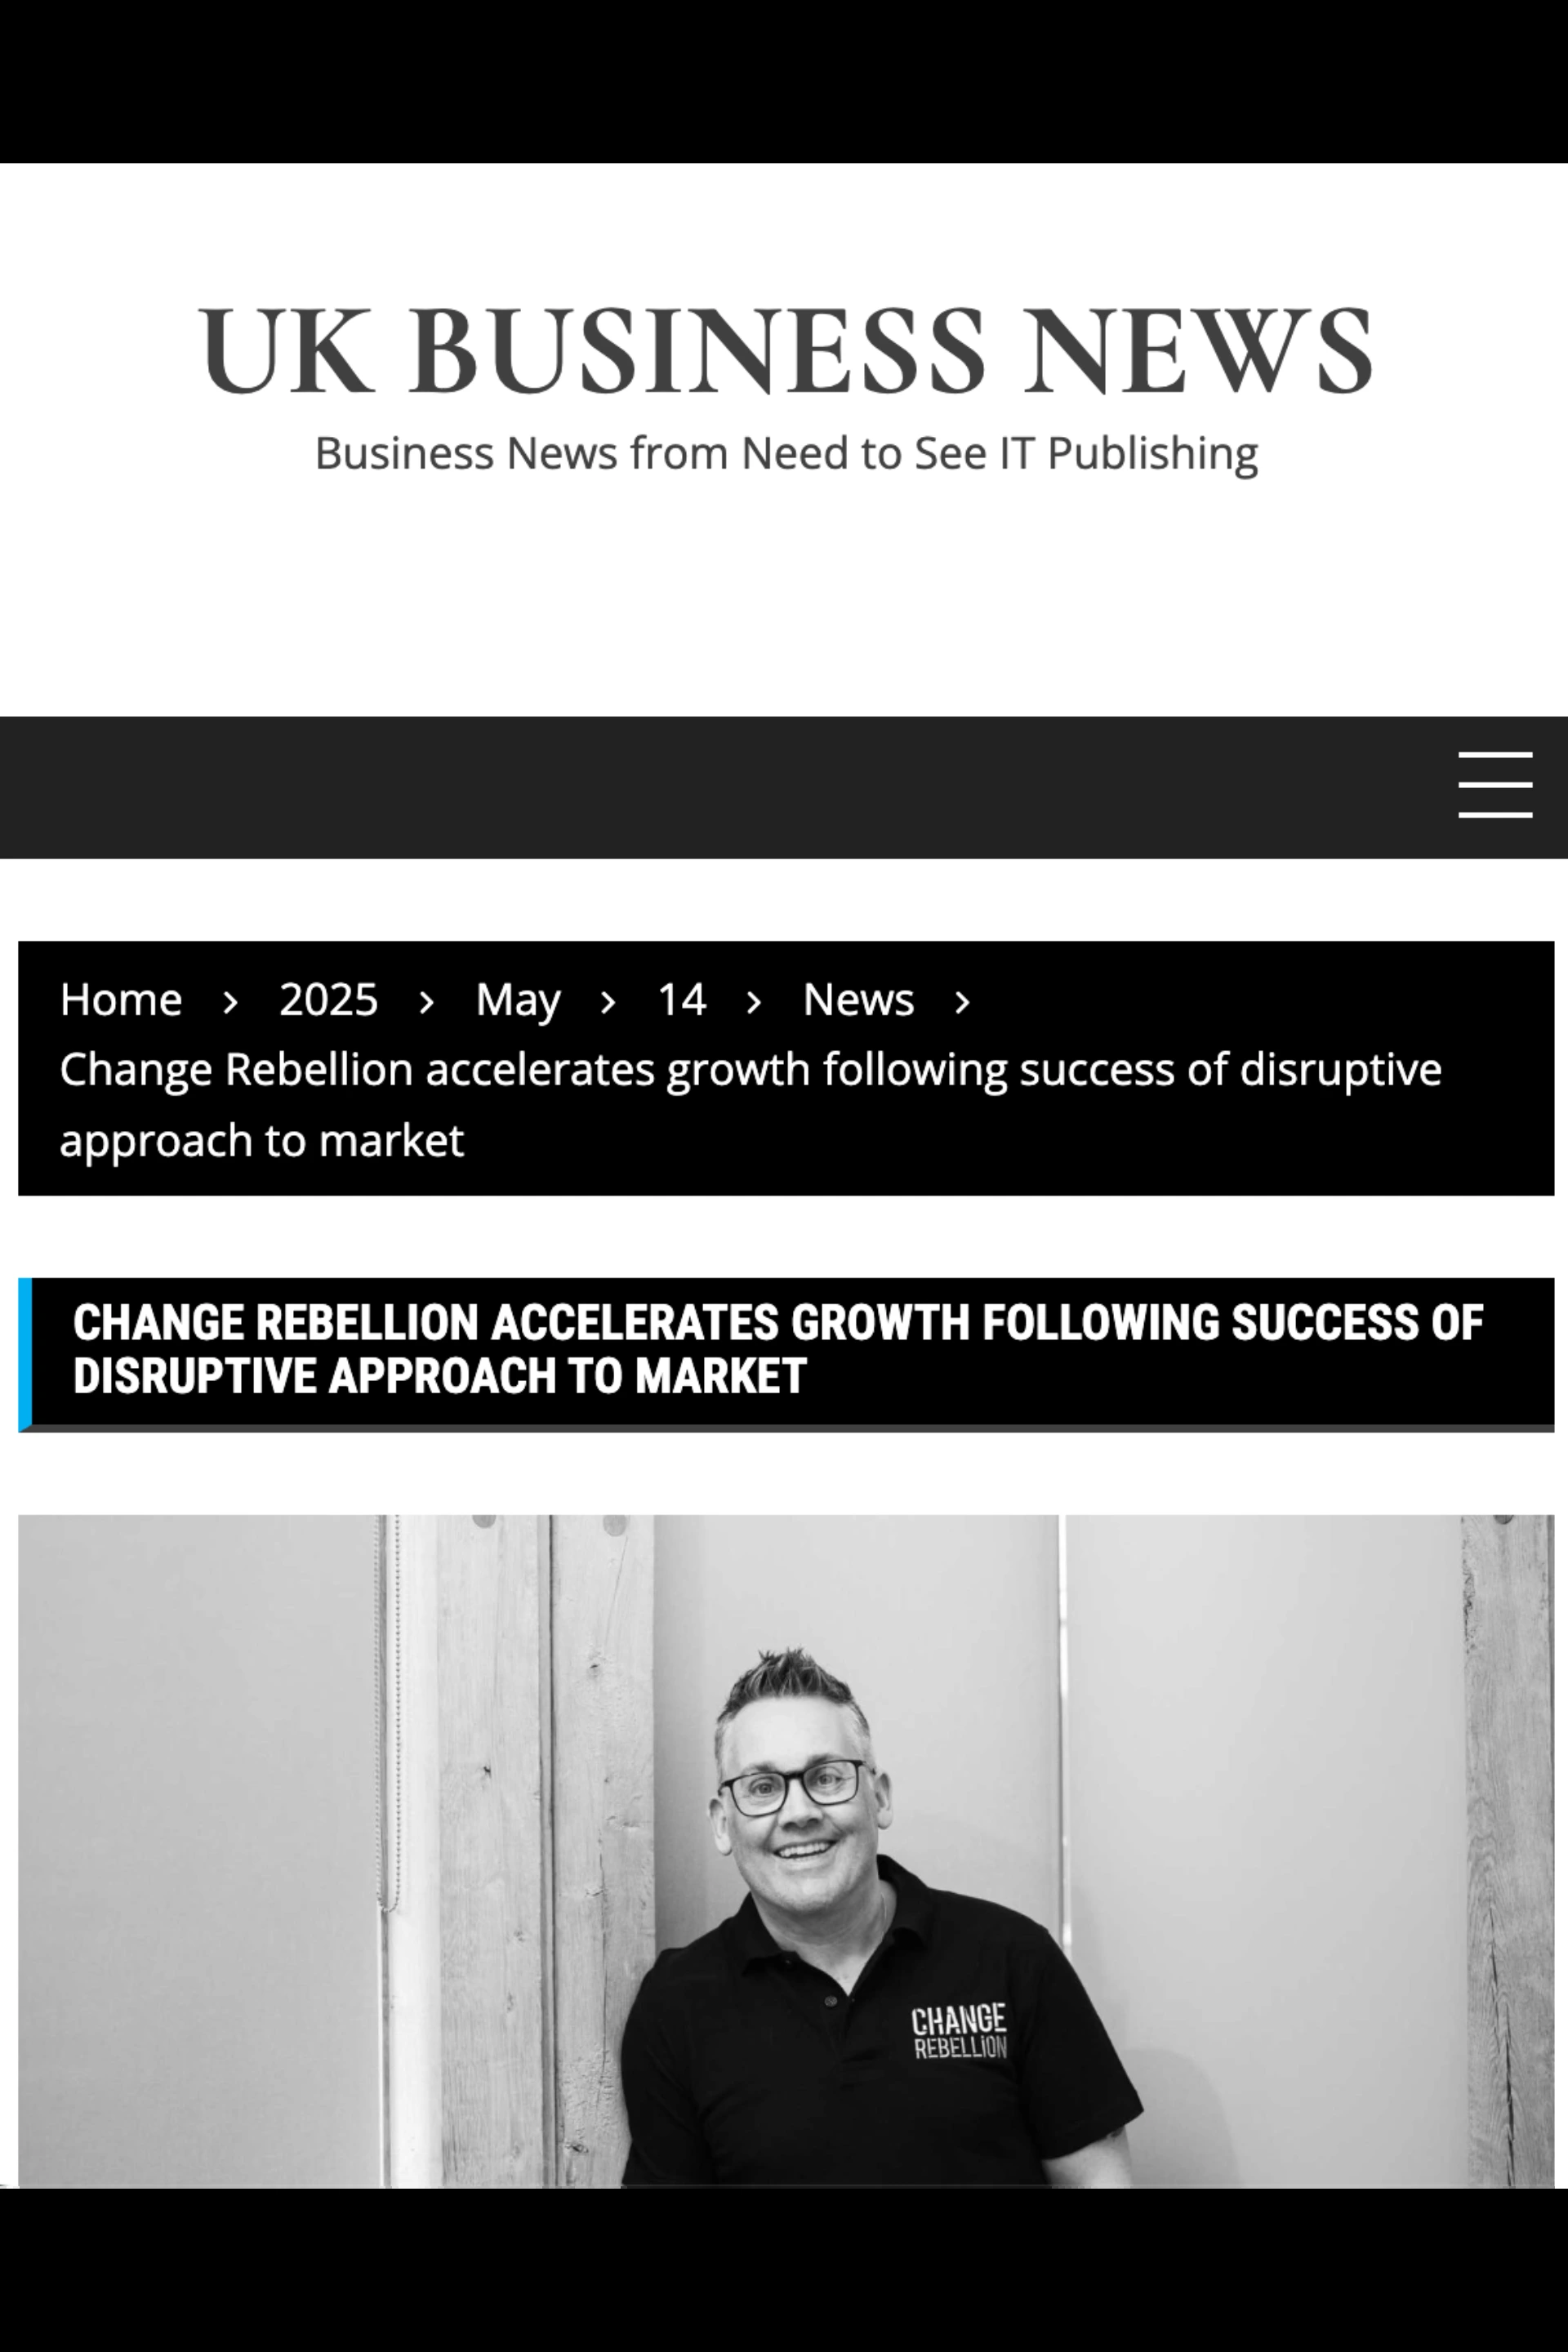 UK BUSINESS NEWS
Business News from Need to See IT Publishing
Home > 2025 > May > 14 > News >
Change Rebellion accelerates growth following success of disruptive
approach to market
CHANGE REBELLION ACCELERATES GROWTH FOLLOWING SUCCESS OF
DISRUPTIVE APPROACH TO MARKET
CHANGE
REBELLION